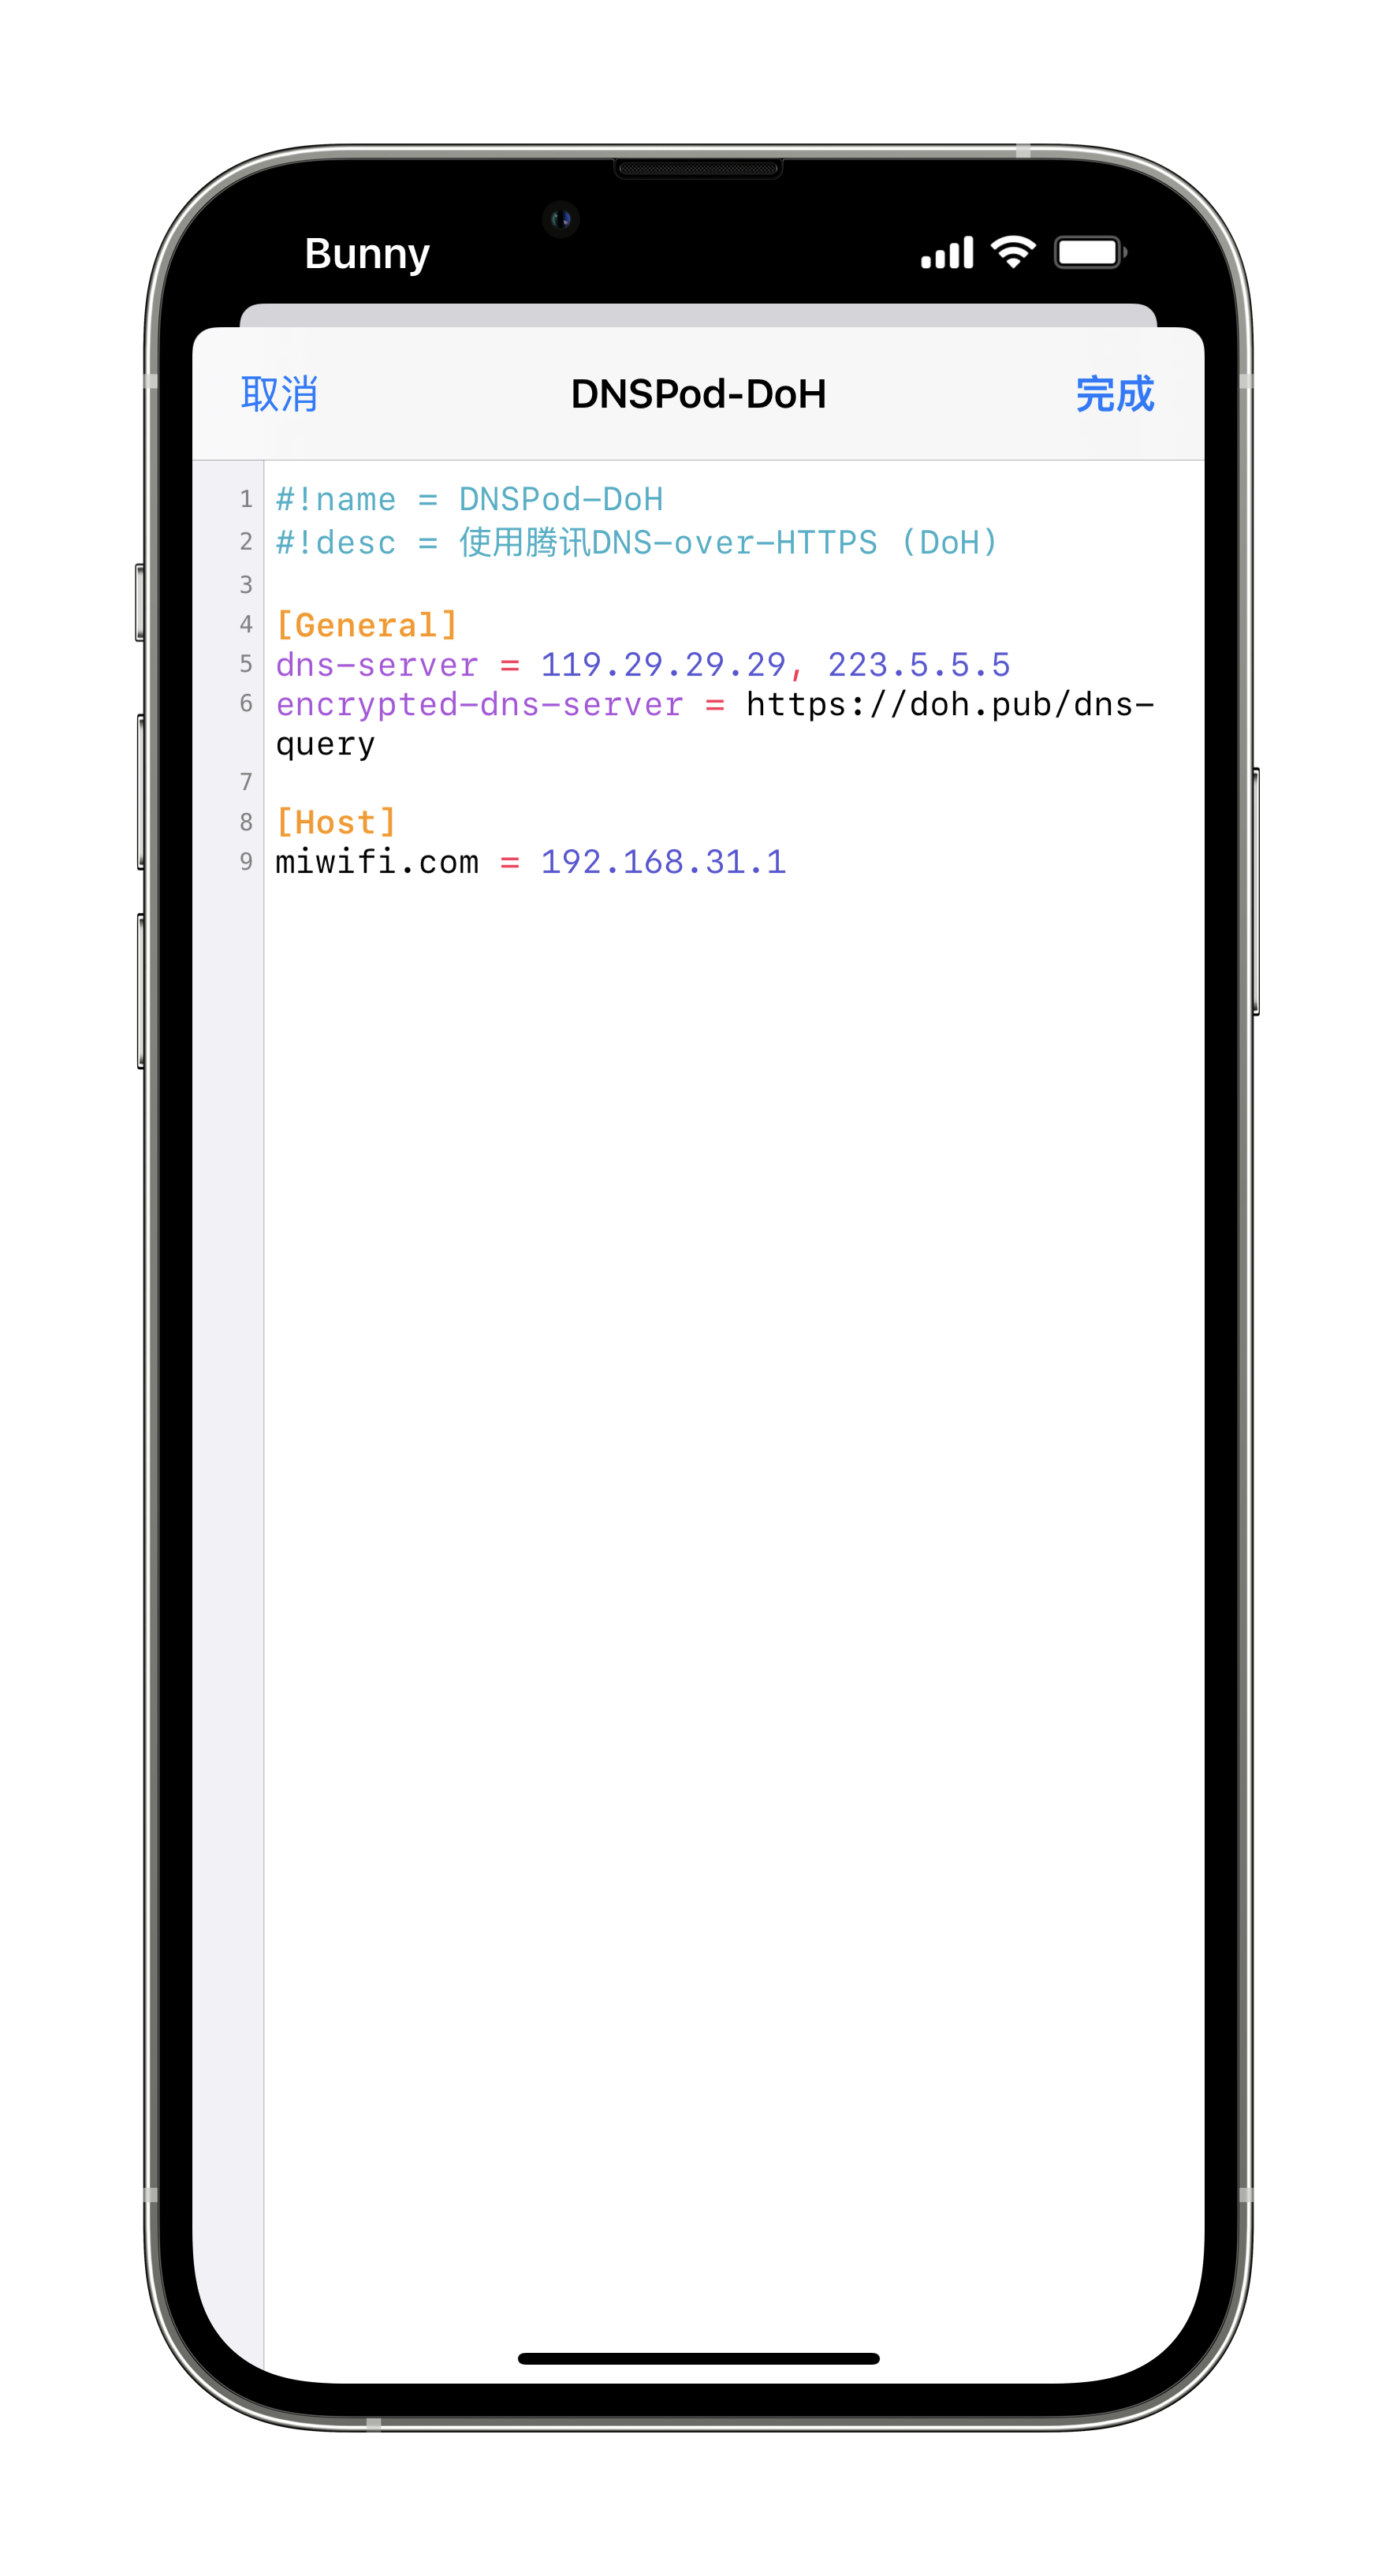 Bunny
取消 DNSPod-DoH 完成
1 #!name = DNSPod-DoH
2 #!desc = 使用腾讯DNS-over-HTTPS (DoH)
3
4 [General]
5 dns-server = 119.29.29.29, 223.5.5.5
6 encrypted-dns-server = https://doh.pub/dns-
query
7
8 [Host]
9 miwifi.com = 192.168.31.1